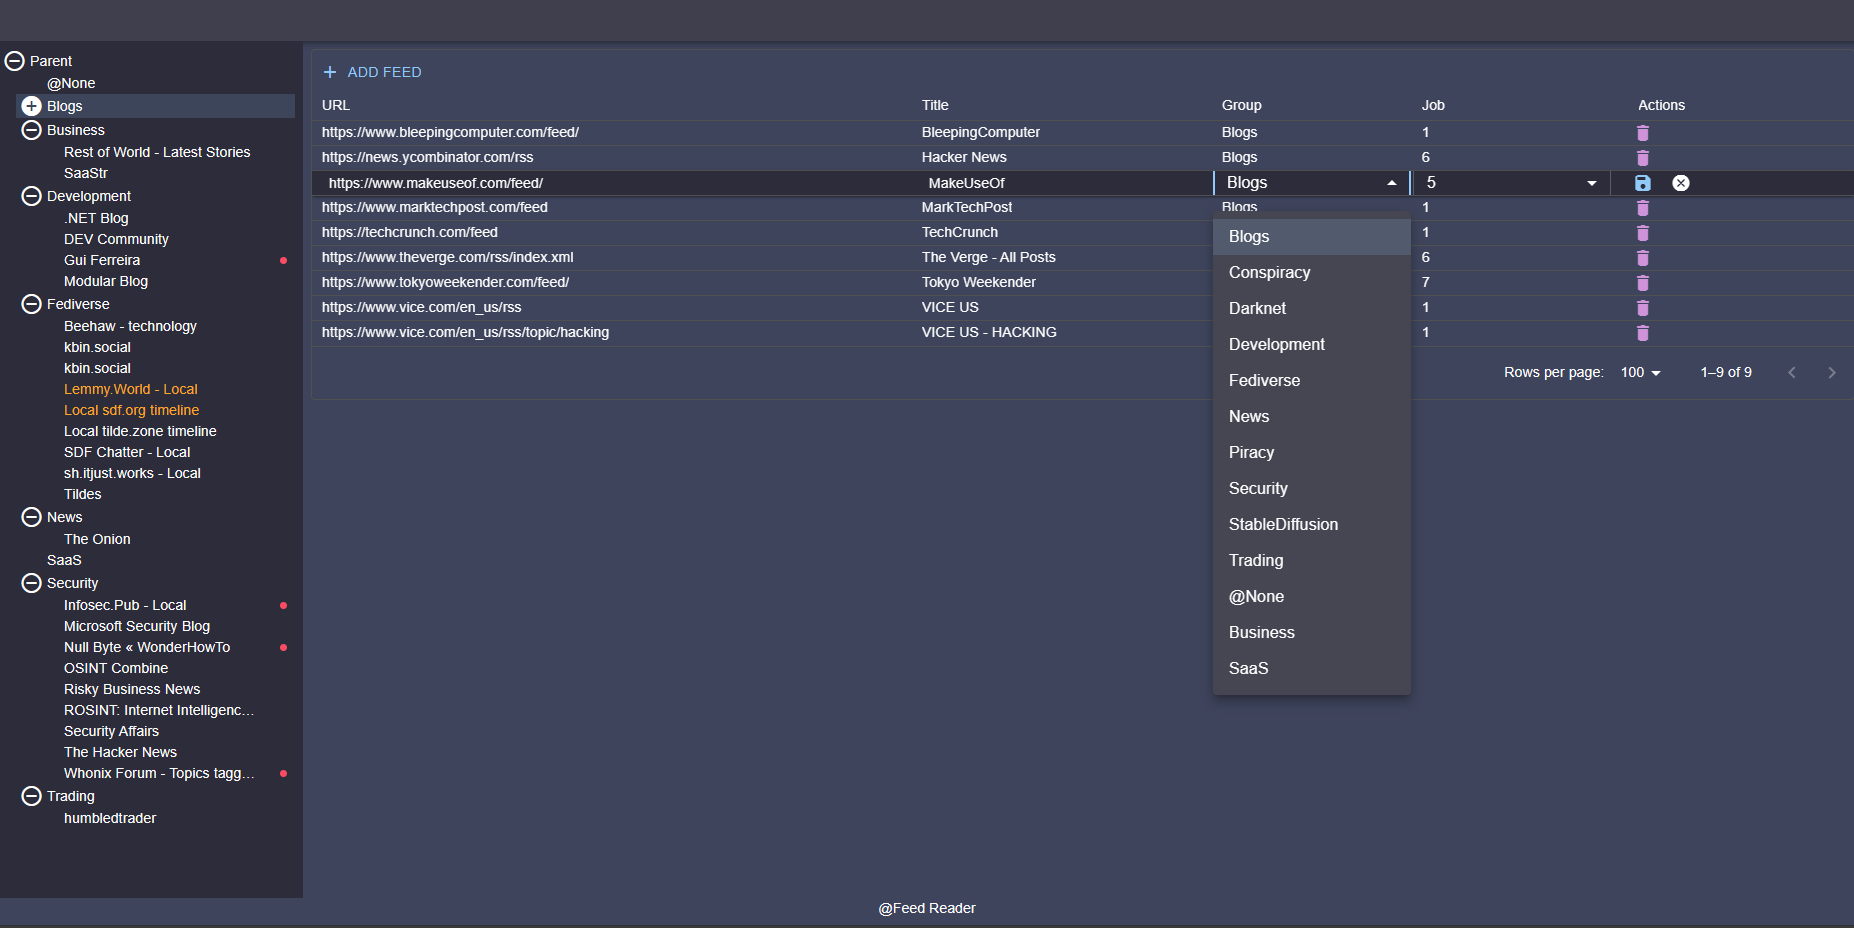 Parent
@None
Blogs
Business
Rest of World - Latest Stories
SaaStr
Development
.NET Blog
DEV Community
Gui Ferreira
Modular Blog
Fediverse
Beehaw - technology
kbin.social
kbin.social
Lemmy.World - Local
Local sdf.org timeline
Local tilde.zone timeline
SDF Chatter - Local
sh.itjust.works - Local
Tildes
News
The Onion
SaaS
Security
Infosec.Pub - Local
Microsoft Security Blog
Null Byte « WonderHowTo
OSINT Combine
Risky Business News
ROSINT: Internet Intelligenc...
Security Affairs
The Hacker News
Whonix Forum - Topics tagg...
Trading
humbledtrader
ADD FEED
URL Title Group Job Actions
https://www.bleepingcomputer.com/feed/ BleepingComputer Blogs 1
https://news.ycombinator.com/rss Hacker News Blogs 6
https://www.makeuseof.com/feed/ MakeUseOf Blogs 5
https://www.marktechpost.com/feed MarkTechPost Blogs 1
https://techcrunch.com/feed TechCrunch 1
https://www.theverge.com/rss/index.xml The Verge - All Posts 6
https://www.tokyoweekender.com/feed/ Tokyo Weekender 7
https://www.vice.com/en_us/rss VICE US 1
https://www.vice.com/en_us/rss/topic/hacking VICE US - HACKING 1
Blogs
Conspiracy
Darknet
Development
Fediverse
News
Piracy
Security
StableDiffusion
Trading
@None
Business
SaaS
Rows per page: 100 1–9 of 9
@Feed Reader